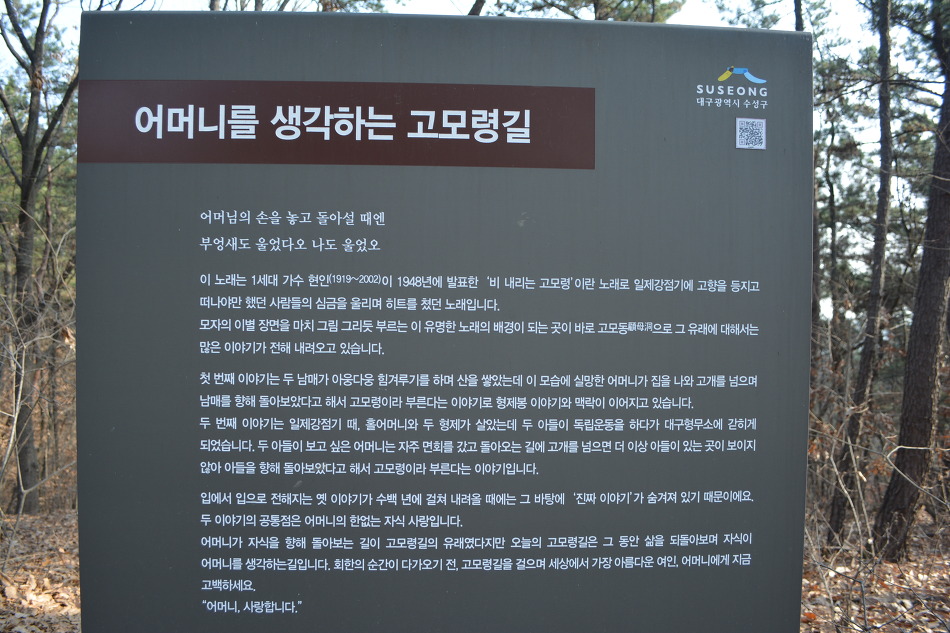 SUSEONG
대구광역시 수성구
어머니를 생각하는 고모령길
어머님의 손을 놓고 돌아설 때엔
부엉새도 울었다오 나도 울었오
이 노래는 1세대 가수 현인(1919~2002)이 1948년에 발표한 '비 내리는 고모령'이란 노래로 일제강점기에 고향을 등지고
떠나야만 했던 사람들의 심금을 울리며 히트를 쳤던 노래입니다.
모자의 이별 장면을 마치 그림 그리듯 부르는 이 유명한 노래의 배경이 되는 곳이 바로 고모동顧母洞으로 그 유래에 대해서는
많은 이야기가 전해 내려오고 있습니다.
첫 번째 이야기는 두 남매가 아웅다웅 힘겨루기를 하며 산을 쌓았는데 이 모습에 실망한 어머니가 집을 나와 고개를 넘으며
남매를 향해 돌아보았다고 해서 고모령이라 부른다는 이야기로 형제봉 이야기와 맥락이 이어지고 있습니다.
두 번째 이야기는 일제강점기 때, 홀어머니와 두 형제가 살았는데 두 아들이 독립운동을 하다가 대구형무소에 갇히게
되었습니다. 두 아들이 보고 싶은 어머니는 자주 면회를 갔고 돌아오는 길에 고개를 넘으면 더 이상 아들이 있는 곳이 보이지
않아 아들을 향해 돌아보았다고 해서 고모령이라 부른다는 이야기입니다.
입에서 입으로 전해지는 옛 이야기가 수백 년에 걸쳐 내려올 때에는 그 바탕에 '진짜 이야기'가 숨겨져 있기 때문이에요.
두 이야기의 공통점은 어머니의 한없는 자식 사랑입니다.
어머니가 자식을 향해 돌아보는 길이 고모령길의 유래였다지만 오늘의 고모령길은 그 동안 삶을 되돌아보며 자식이
어머니를 생각하는길입니다. 회한의 순간이 다가오기 전, 고모령길을 걸으며 세상에서 가장 아름다운 여인, 어머니에게 지금
고백하세요.
"어머니, 사랑합니다."